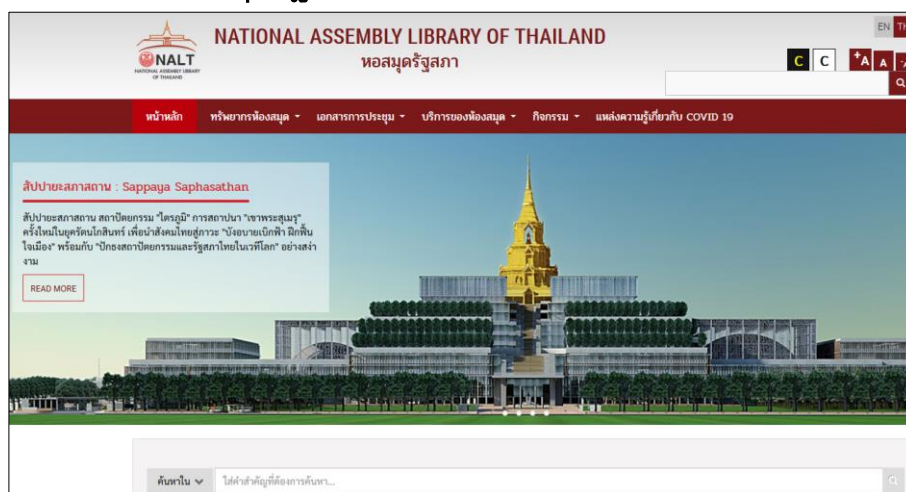 NATIONAL ASSEMBLY LIBRARY OF THAILAND
หอสมุดรัฐสภา
NALT
NATIONAL ASSEMBLY LIBRARY
OF THAILAND
EN TH
C C +A A -A
หน้าหลัก ทรัพยากรห้องสมุด เอกสารการประชุม บริการของห้องสมุด กิจกรรม แหล่งความรู้เกี่ยวกับ COVID 19
สัปปายะสภาสถาน : Sappaya Saphasathan
สัปปายะสภาสถาน สถาปัตยกรรม "ไตรภูมิ" การสถาปนา "เขาพระสุเมรุ"
ครั้งใหม่ในยุครัตนโกสินทร์ เพื่อนำสังคมไทยสู่ภาวะ "บังอบายเบิกฟ้า ฝึกฟื้น
ใจเมือง" พร้อมกับ "ปักธงสถาปัตยกรรมและรัฐสภาไทยในเวทีโลก" อย่างสง่า
งาม
READ MORE
ค้นหาใน ใส่คำสำคัญที่ต้องการค้นหา...